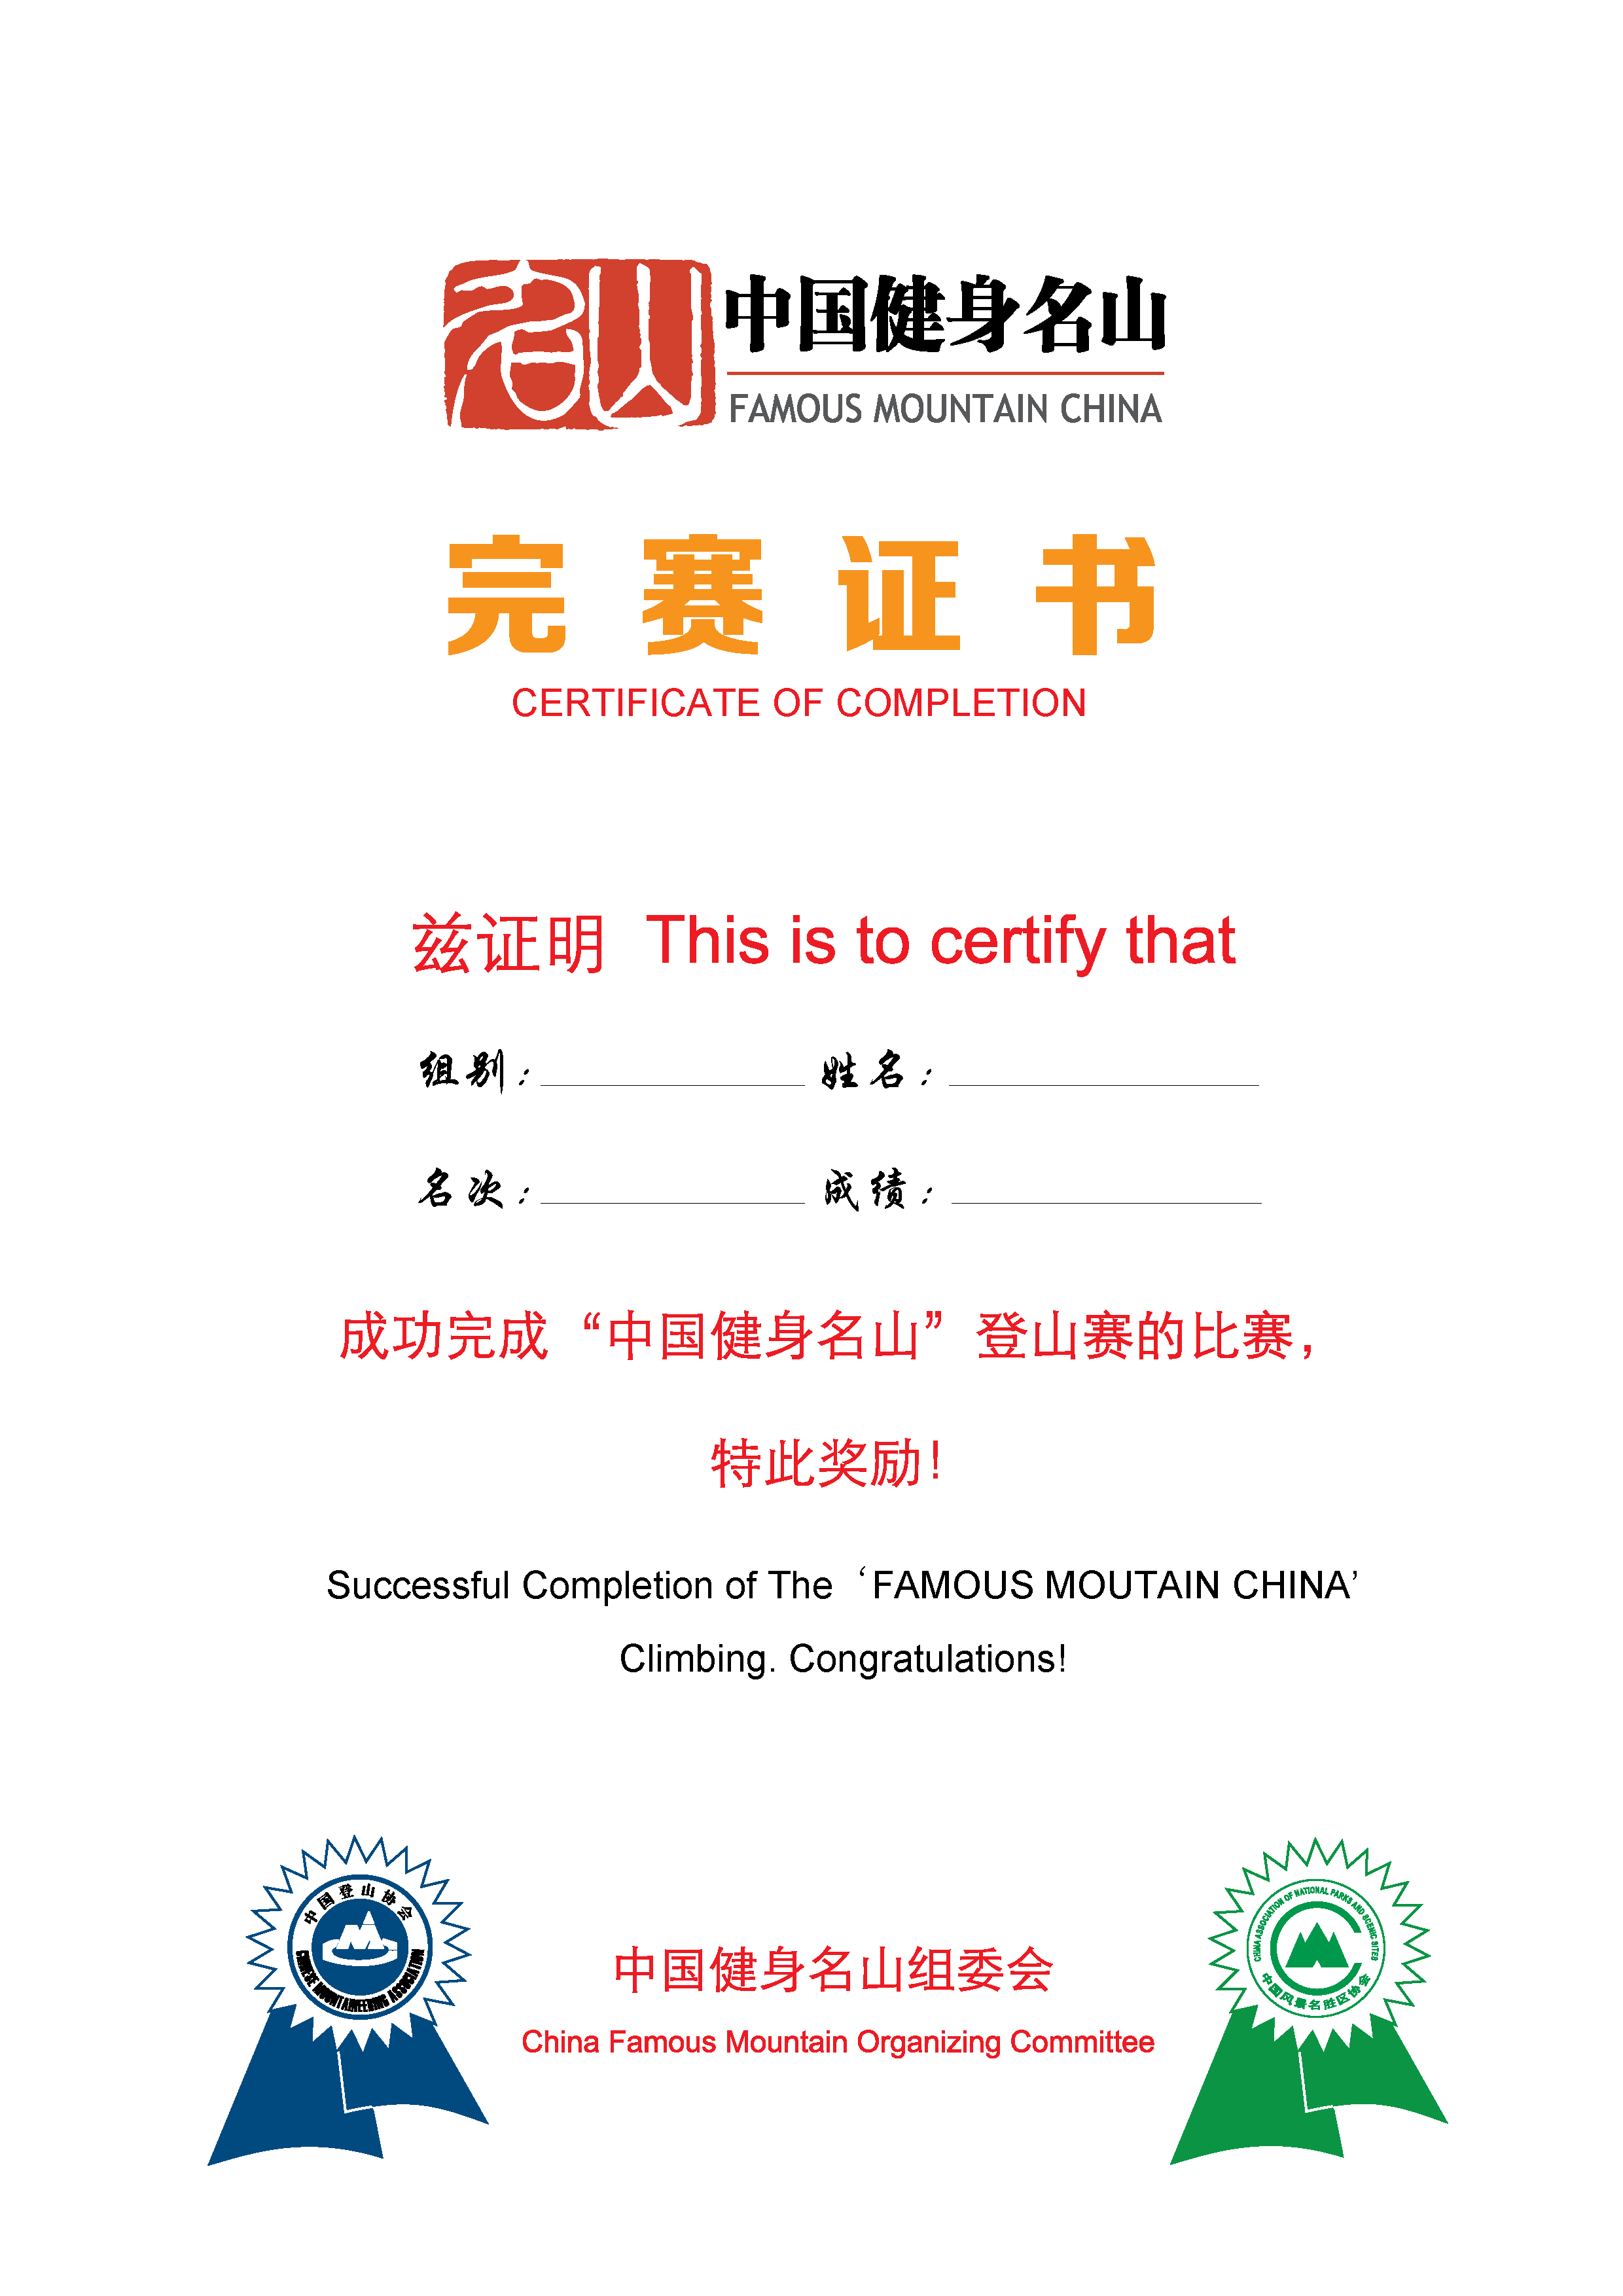 名山
中国健身名山
FAMOUS MOUNTAIN CHINA
完赛证书
CERTIFICATE OF COMPLETION
兹证明 This is to certify that
组别： 姓名：
名次： 成绩：
成功完成“中国健身名山”登山赛的比赛，
特此奖励！
Successful Completion of The ‘FAMOUS MOUTAIN CHINA’
Climbing. Congratulations!
中国登山协会
CHINESE MOUNTAINEERING ASSOCIATION
中国健身名山组委会
China Famous Mountain Organizing Committee
CHINA ASSOCIATION OF NATIONAL PARKS AND SCENIC SITES
中国风景名胜区协会